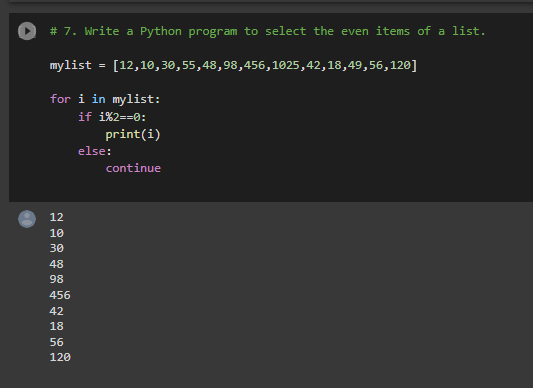 # 7. Write a Python program to select the even items of a list.
mylist = [12,10,30,55,48,98,456,1025,42,18,49,56,120]
for i in mylist:
    if i%2==0:
        print(i)
    else:
        continue
12
10
30
48
98
456
42
18
56
120